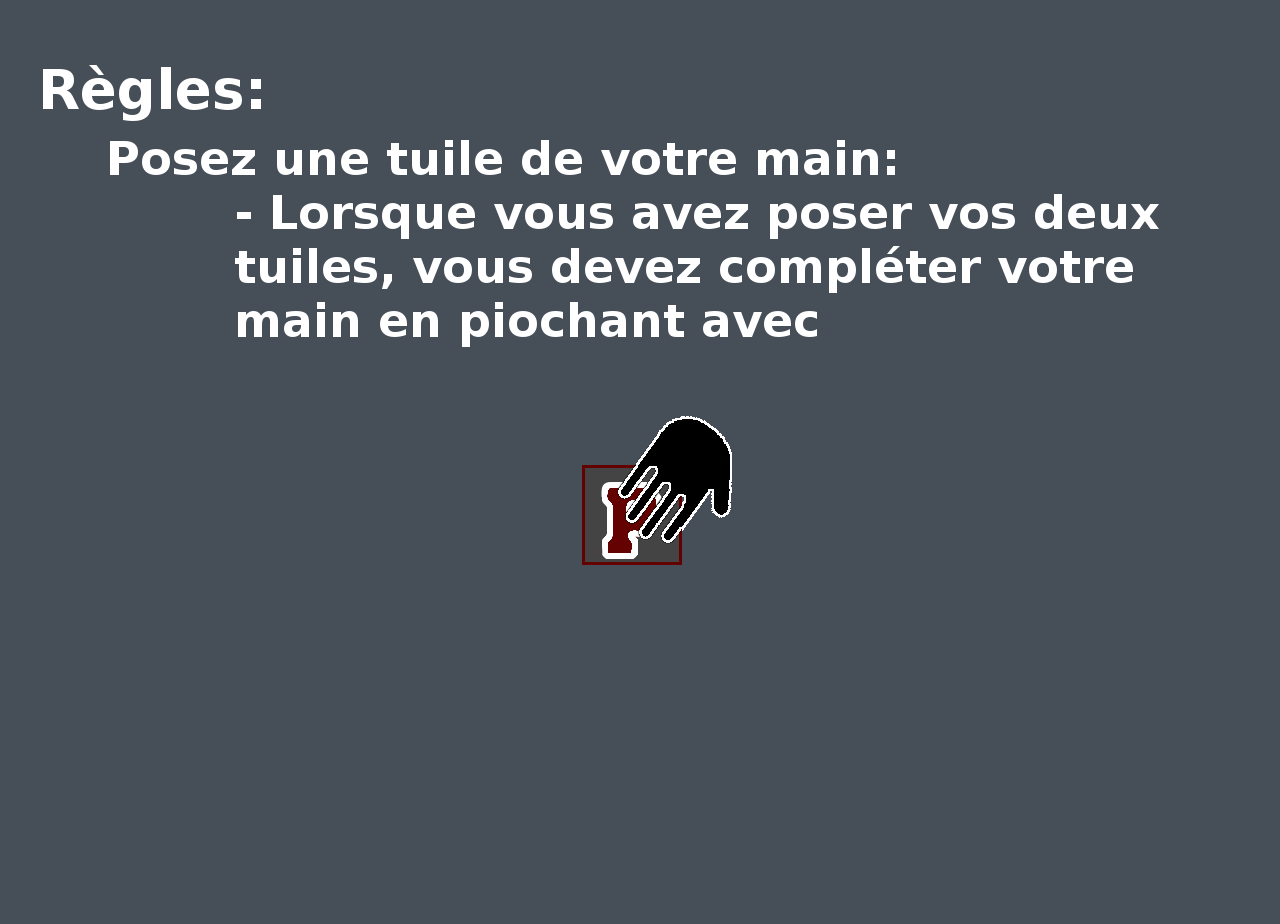 Règles:
Posez une tuile de votre main:
- Lorsque vous avez poser vos deux
tuiles, vous devez compléter votre
main en piochant avec